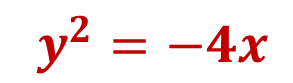 y² = −4x